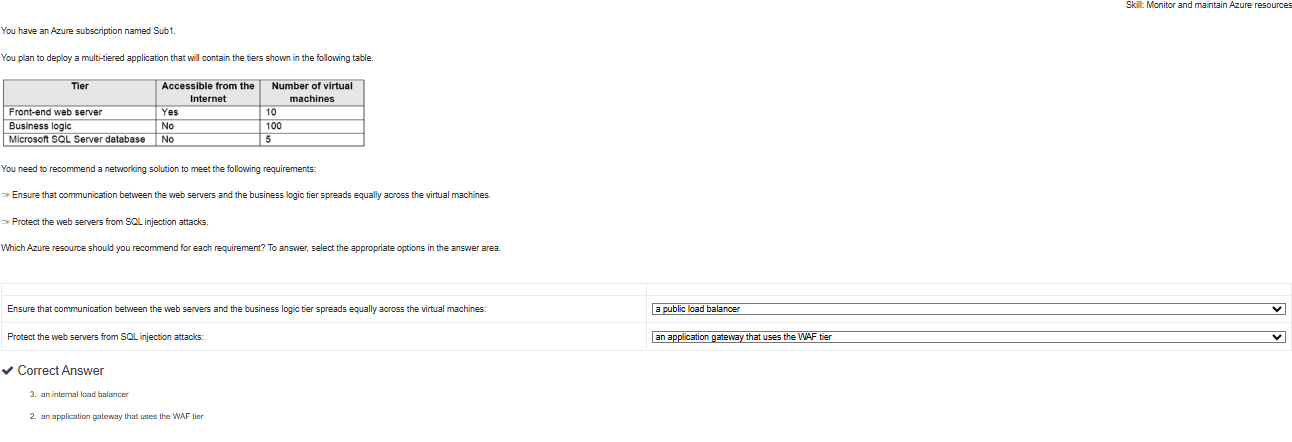 Skill: Monitor and maintain Azure resources
You have an Azure subscription named Sub1.
You plan to deploy a multi-tiered application that will contain the tiers shown in the following table.
Tier Accessible from the Internet Number of virtual machines
Front-end web server Yes 10
Business logic No 100
Microsoft SQL Server database No 5
You need to recommend a networking solution to meet the following requirements:
Ensure that communication between the web servers and the business logic tier spreads equally across the virtual machines.
Protect the web servers from SQL injection attacks.
Which Azure resource should you recommend for each requirement? To answer, select the appropriate options in the answer area.
Ensure that communication between the web servers and the business logic tier spreads equally across the virtual machines: a public load balancer
Protect the web servers from SQL injection attacks: an application gateway that uses the WAF tier
Correct Answer
3. an internal load balancer
2. an application gateway that uses the WAF tier